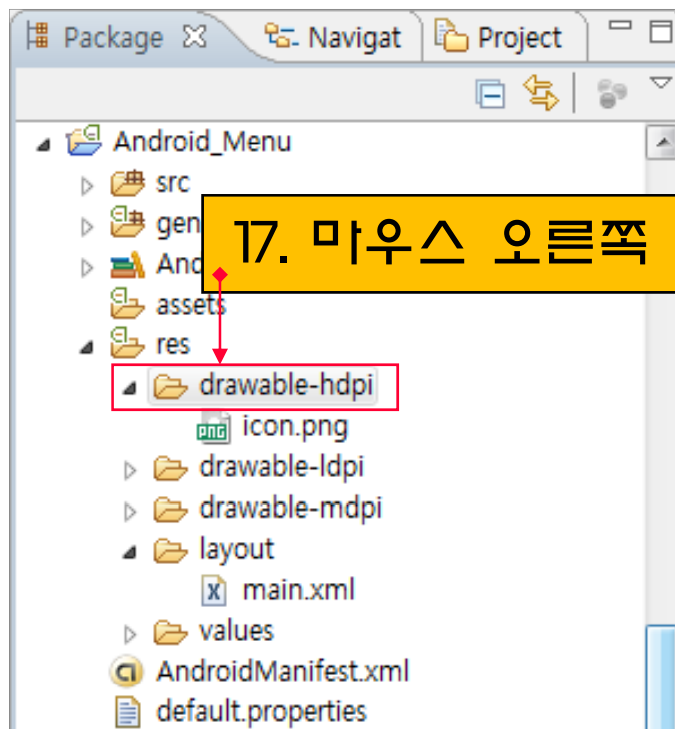 Package Navigat Project
Android_Menu
src
gen
17. 마우스 오른쪽
And
assets
res
drawable-hdpi
icon.png
drawable-ldpi
drawable-mdpi
layout
main.xml
values
AndroidManifest.xml
default.properties